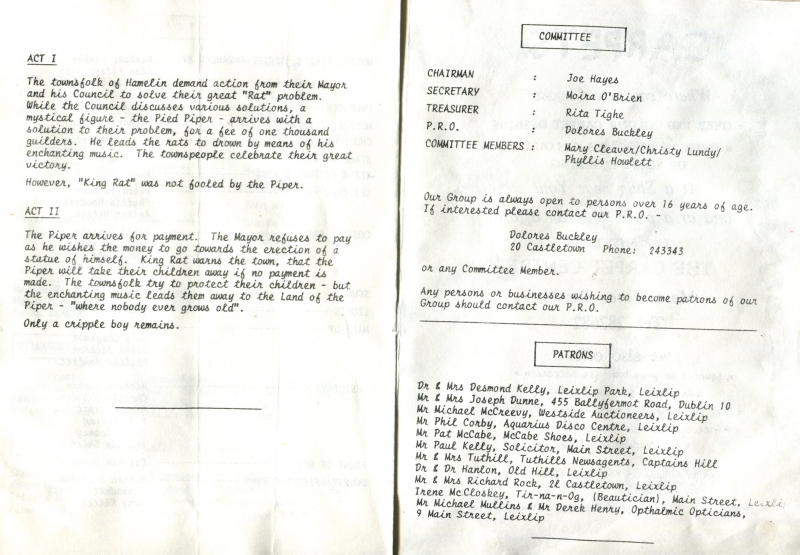 ACT I
The townsfolk of Hamelin demand action from their Mayor
and his Council to solve their great "Rat" problem.
While the Council discusses various solutions, a
mystical figure - the Pied Piper - arrives with a
solution to their problem, for a fee of one thousand
guilders. He leads the rats to drown by means of his
enchanting music. The townspeople celebrate their great
victory.
However, "King Rat" was not fooled by the Piper.
ACT II
The Piper arrives for payment. The Mayor refuses to pay
as he wishes the money to go towards the erection of a
statue of himself. King Rat warns the town, that the
Piper will take their children away if no payment is
made. The townsfolk try to protect their children - but
the enchanting music leads them away to the Land of the
Piper - "where nobody ever grows old".
Only a cripple boy remains.
COMMITTEE
CHAIRMAN : Joe Hayes
SECRETARY : Moira O'Brien
TREASURER : Rita Tighe
P.R.O. : Dolores Buckley
COMMITTEE MEMBERS : Mary Cleaver/Christy Lundy/
Phyllis Howlett
Our Group is always open to persons over 16 years of age.
If interested please contact our P.R.O. -
Dolores Buckley
20 Castletown Phone: 243343
or any Committee Member.
Any persons or businesses wishing to become patrons of our
Group should contact our P.R.O.
PATRONS
Dr & Mrs Desmond Kelly, Leixlip Park, Leixlip
Mr & Mrs Joseph Dunne, 455 Ballyfermot Road, Dublin 10
Mr Michael McCreevy, Westside Auctioneers, Leixlip
Mr Phil Corby, Aquarius Disco Centre, Leixlip
Mr Pat McCabe, McCabe Shoes, Leixlip
Mr Paul Kelly, Solicitor, Main Street, Leixlip
Mr & Mrs Tuthill, Tuthills Newsagents, Captains Hill
Dr & Dr Hanlon, Old Hill, Leixlip
Mr & Mrs Richard Rock, 21 Castletown, Leixlip
Irene McCloskey, Tir-na-n-Og, (Beautician), Main Street, Leixlip
Mr Michael Mullins & Mr Derek Henry, Opthalmic Opticians,
9 Main Street, Leixlip